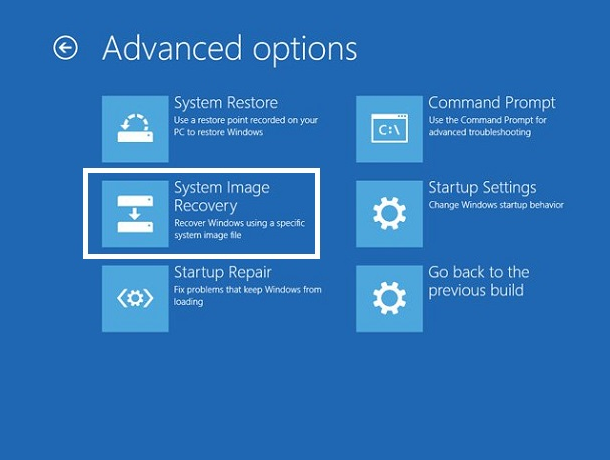 Advanced options
System Restore
Use a restore point recorded on your
PC to restore Windows
System Image
Recovery
Recover Windows using a specific
system image file
Startup Repair
Fix problems that keep Windows from
loading
C:\
Command Prompt
Use the Command Prompt for
advanced troubleshooting
Startup Settings
Change Windows startup behavior
Go back to the
previous build